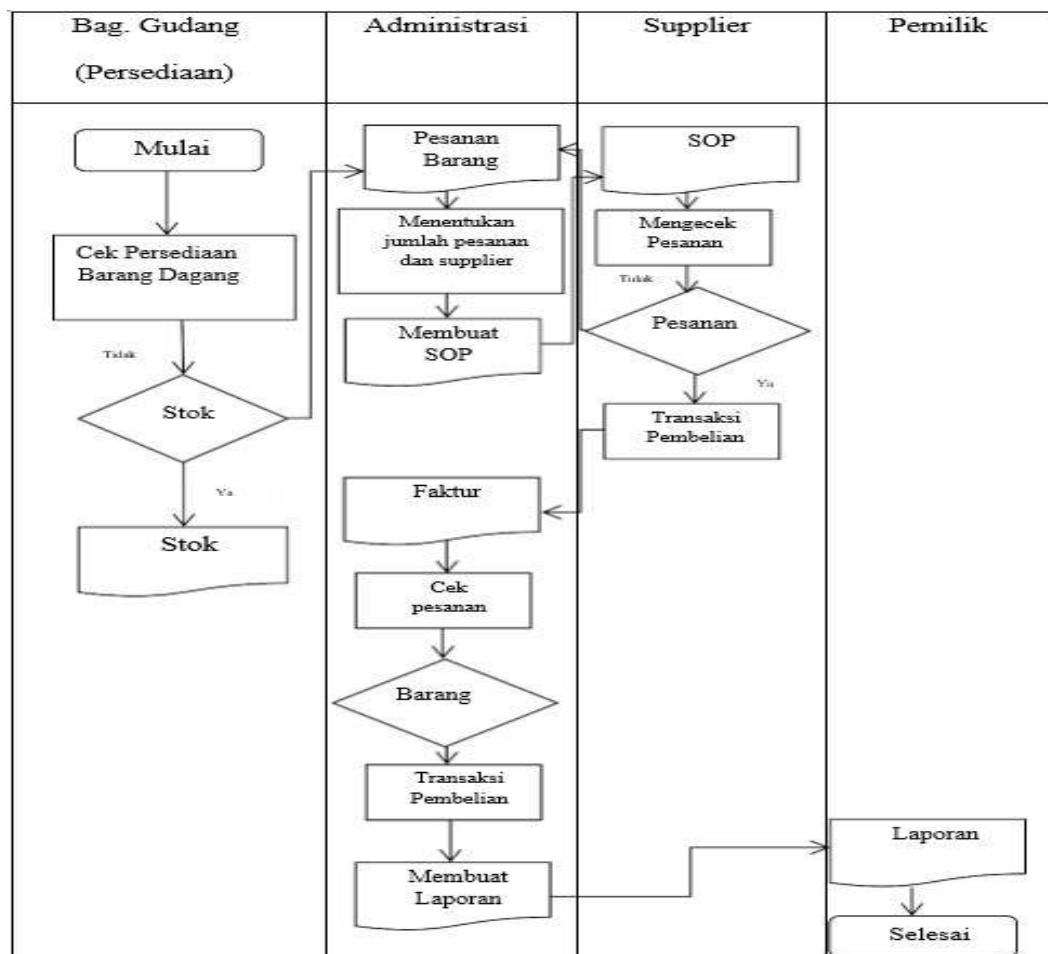 Bag. Gudang
(Persediaan)
Administrasi
Supplier
Pemilik
Mulai
Cek Persediaan
Barang Dagang
Tidak
Stok
Ya
Stok
Pesanan
Barang
Menentukan
jumlah pesanan
dan supplier
Membuat
SOP
SOP
Mengecek
Pesanan
Tidak
Pesanan
Ya
Transaksi
Pembelian
Faktur
Cek
pesanan
Barang
Transaksi
Pembelian
Membuat
Laporan
Laporan
Selesai